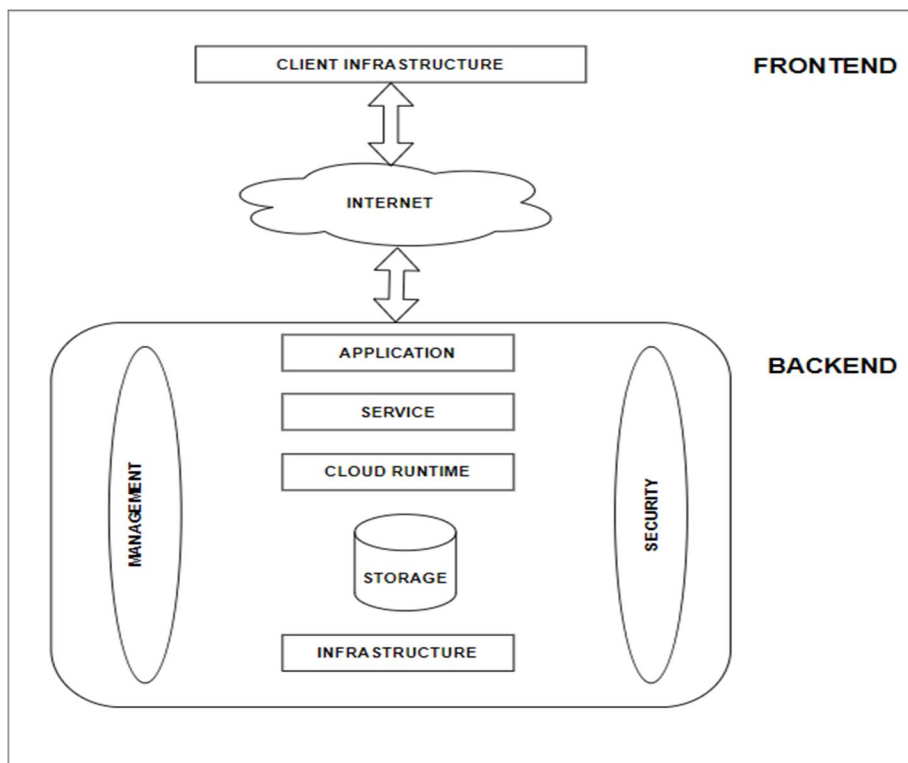 CLIENT INFRASTRUCTURE
FRONTEND
INTERNET
APPLICATION
BACKEND
SERVICE
CLOUD RUNTIME
MANAGEMENT
SECURITY
STORAGE
INFRASTRUCTURE